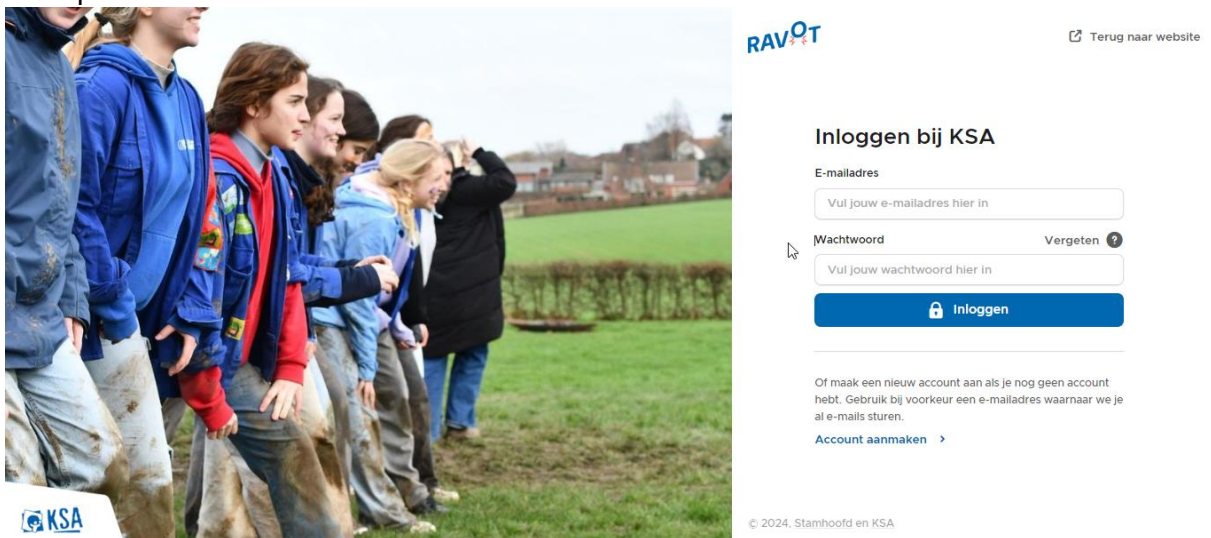 RAVOT
Terug naar website
Inloggen bij KSA
E-mailadres
Vul jouw e-mailadres hier in
Wachtwoord
Vergeten ?
Vul jouw wachtwoord hier in
Inloggen
Of maak een nieuw account aan als je nog geen account
hebt. Gebruik bij voorkeur een e-mailadres waarnaar we je
al e-mails sturen.
Account aanmaken
KSA
© 2024. Stamhoofd en KSA